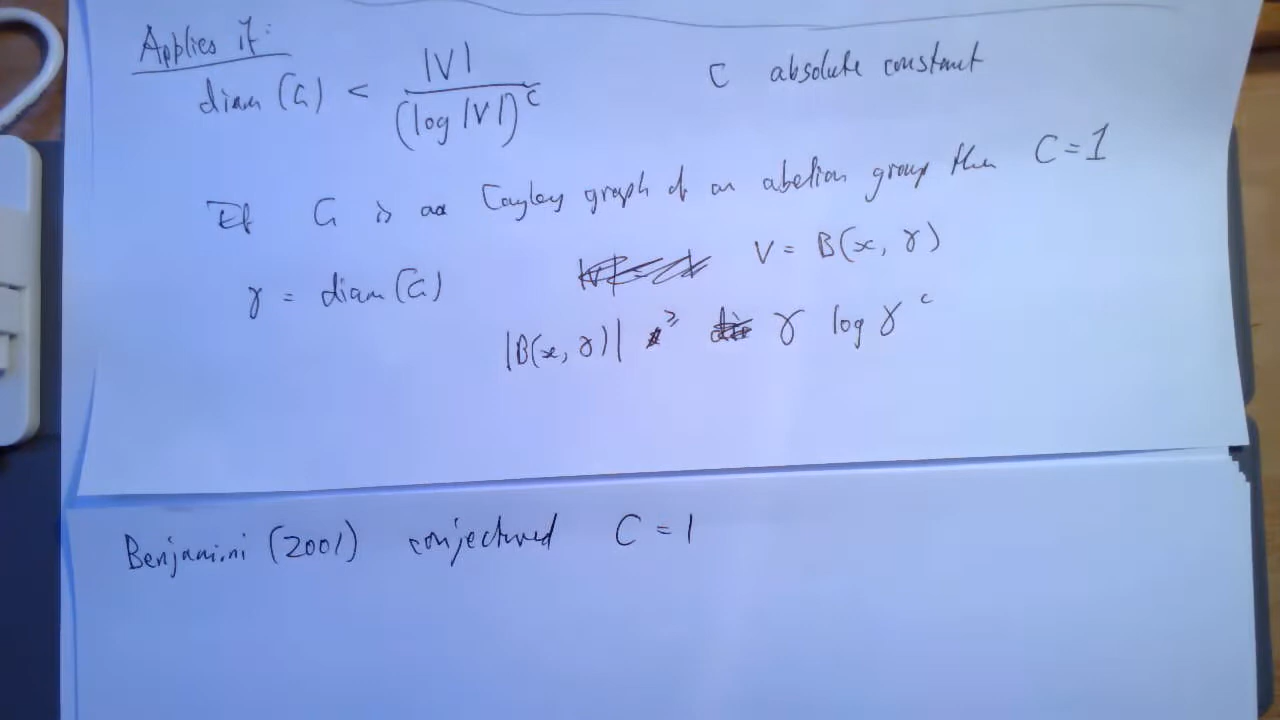 Applies if:
diam (G) < |V| / (log |V|)^C    C absolute constant
If G is a Cayley graph of an abelian group then C=1
γ = diam (G)    V = B(x, γ)
|B(x, γ)| ≥ γ log γ^c
Benjamini (2001) conjectured C = 1